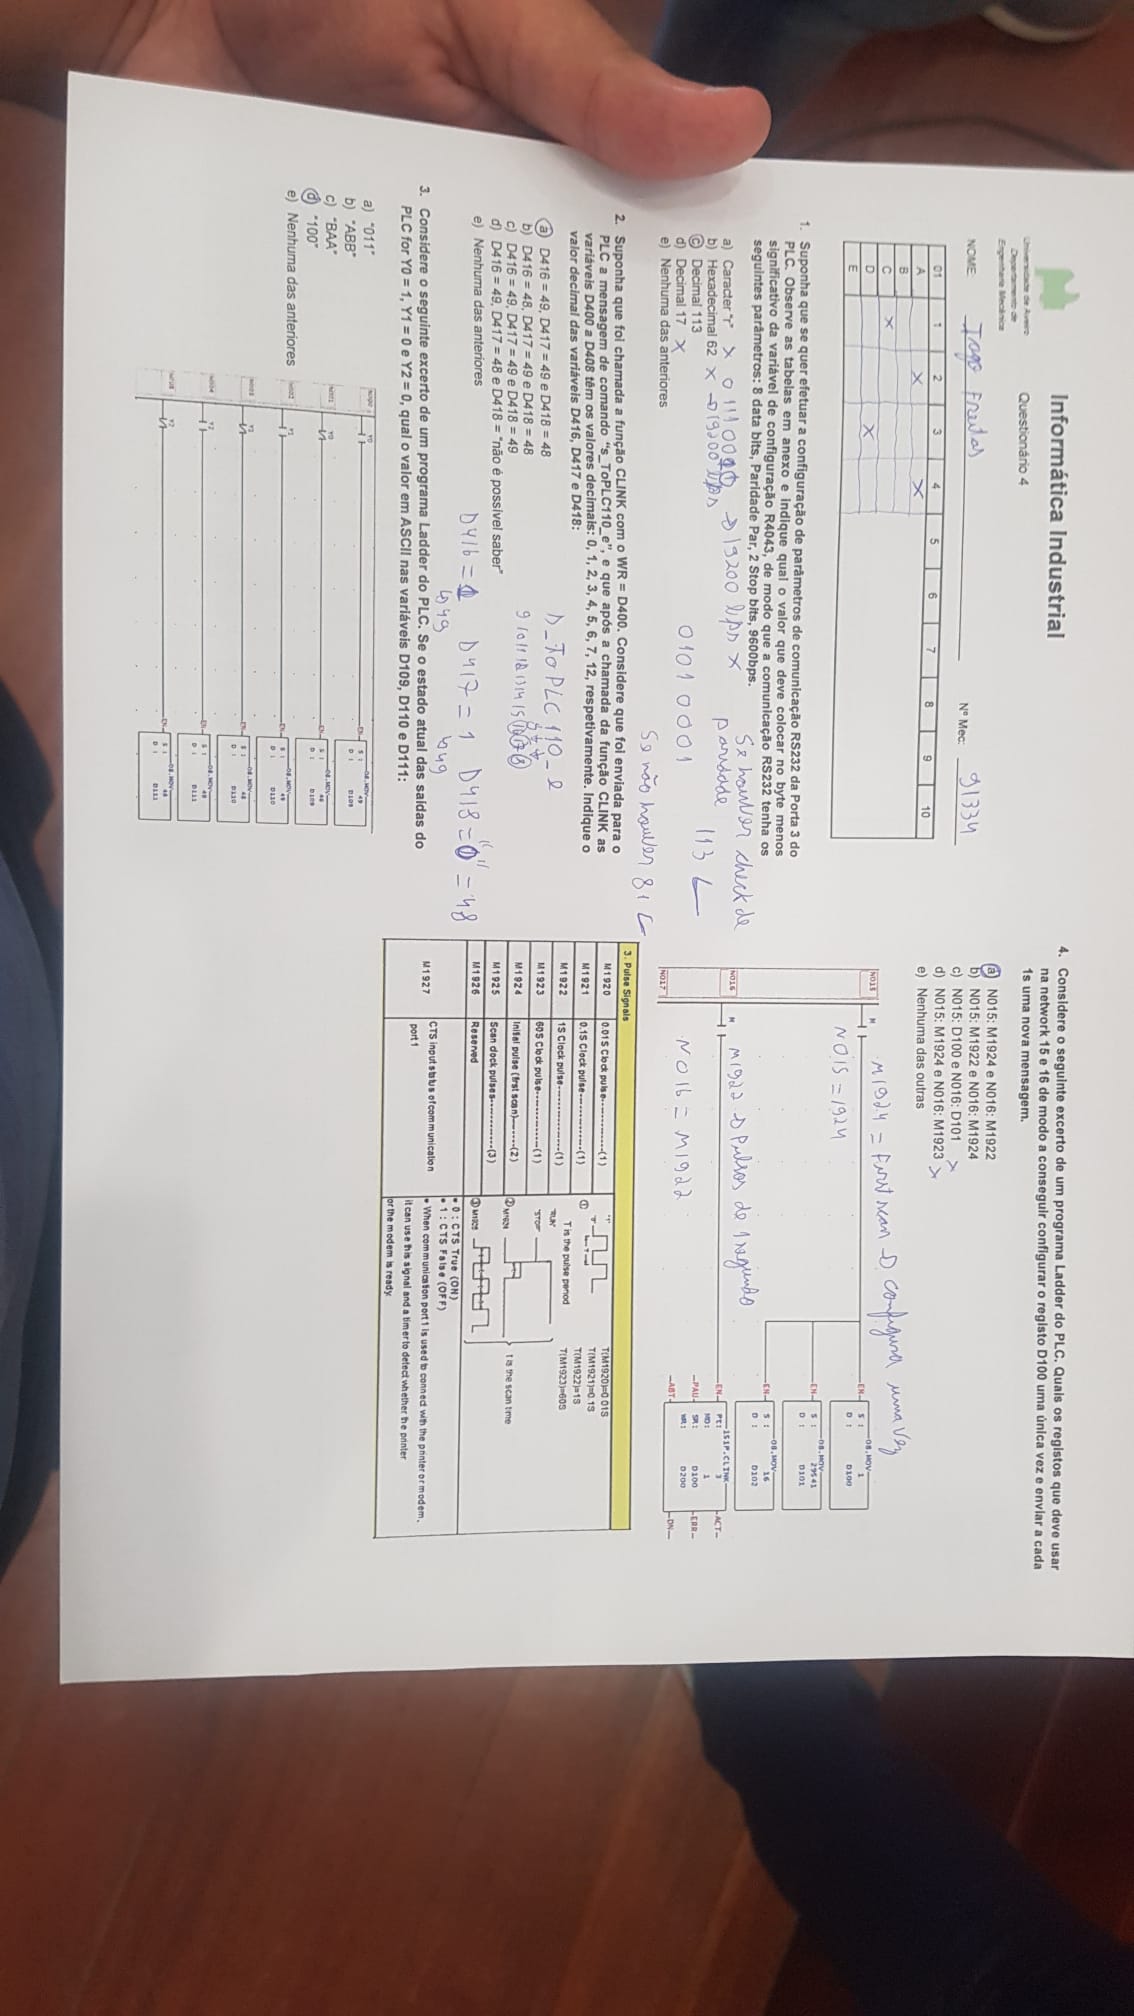 Universidade de Aveiro
Departamento de
Engenharia Mecânica
Informática Industrial
Questionário 4
NOME: Tiago Freitas Nº Mec: 91334
01 1 2 3 4 5 6 7 8 9 10
A X X
B
C X
D X
E
1. Suponha que se quer efetuar a configuração de parâmetros de comunicação RS232 da Porta 3 do
PLC. Observe as tabelas em anexo e indique qual o valor que deve colocar no byte menos
significativo da variável de configuração R4043, de modo que a comunicação RS232 tenha os
seguintes parâmetros: 8 data bits, Paridade Par, 2 Stop bits, 9600bps.
Se houver check de
paridade
113
a) Caracter "r" X → 19200 bps X
b) Hexadecimal 62 X → 19200 bps
c) Decimal 113
d) Decimal 17 X
01010001
e) Nenhuma das anteriores
Se não houver 81
2. Suponha que foi chamada a função CLINK com o WR = D400. Considere que foi enviada para o
PLC a mensagem de comando "s_ToPLC110_e", e que após a chamada da função CLINK as
variáveis D400 a D408 têm os valores decimais: 0, 1, 2, 3, 4, 5, 6, 7, 12, respetivamente. Indique o
valor decimal das variáveis D416, D417 e D418:
a) D416 = 49, D417 = 49 e D418 = 48
b) D416 = 48, D417 = 49 e D418 = 48
c) D416 = 49, D417 = 49 e D418 = 49
d) D416 = 49, D417 = 48 e D418 = "não é possível saber"
e) Nenhuma das anteriores
_ToPLC 110_e
9 10 11 12 13 14 15 16 17 18
D416 = 1 D417 = 1 D418 = "0" = 48
49 49
3. Considere o seguinte excerto de um programa Ladder do PLC. Se o estado atual das saídas do
PLC for Y0 = 1, Y1 = 0 e Y2 = 0, qual o valor em ASCII nas variáveis D109, D110 e D111:
a) "011"
b) "ABB"
c) "BAA"
d) "100"
e) Nenhuma das anteriores
N000 Y0 EN 08.MOV
S : 49
D : D109
N001 Y0 EN 08.MOV
S : 48
D : D109
N002 Y1 EN 08.MOV
S : 49
D : D110
N003 Y1 EN 08.MOV
S : 48
D : D110
N004 Y2 EN 08.MOV
S : 49
D : D111
Y2 EN 08.MOV
S : 48
D : D111
4. Considere o seguinte excerto de um programa Ladder do PLC. Quais os registos que deve usar
na network 15 e 16 de modo a conseguir configurar o registo D100 uma única vez e enviar a cada
1s uma nova mensagem.
a) N015: M1924 e N016: M1922
b) N015: M1922 e N016: M1924
c) N015: D100 e N016: D101 X
d) N015: M1924 e N016: M1923 X
e) Nenhuma das outras
M1924 = First scan → configura uma vez
N015 M EN 08.MOV
S : 1
D : D100
N015 = 1924
EN 08.MOV
S : 29541
D : D101
EN 08.MOV
S : 16
D : D102
M1922 → Pulsos de 1 segundo
N016 M EN 151P.CLINK ACT
Pt: 3
MD: 1
PAU SR: D100 ERR
WR: D200
ABT DN
N016 = M1922
N017
3. Pulse Signals
M1920 0.01S Clock pulse-------------(1)
M1921 0.1S Clock pulse--------------(1)
M1922 1S Clock pulse----------------(1)
M1923 60S Clock pulse--------------(1)
M1924 Initial pulse (first scan)-------(2)
M1925 Scan clock pulses------------(3)
M1926 Reserved
M1927 CTS input status of communication
port 1
"1"
"0"
① T
T is the pulse period
T(M1920)=0.01S
T(M1921)=0.1S
T(M1922)=1S
T(M1923)=60S
"RUN"
"STOP"
② M1924
③ M1925
t is the scan time
• 0 : CTS True (ON)
• 1 : CTS False (OFF)
• When communication port 1 is used to connect with the printer or modem,
it can use this signal and a timer to detect whether the printer
or the modem is ready.